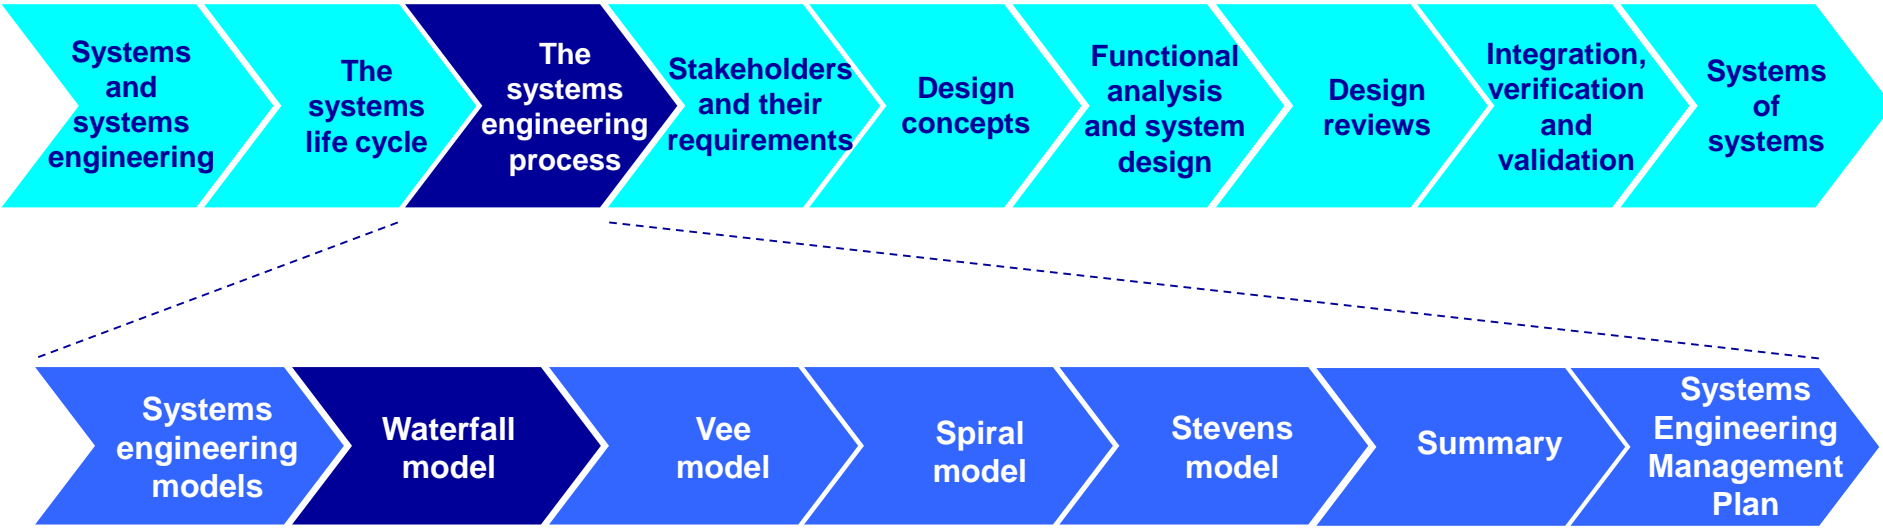 Systems
and
systems
engineering
The
systems
life cycle
The
systems
engineering
process
Stakeholders
and their
requirements
Design
concepts
Functional
analysis
and system
design
Design
reviews
Integration,
verification
and
validation
Systems
of
systems
Systems
engineering
models
Waterfall
model
Vee
model
Spiral
model
Stevens
model
Summary
Systems
Engineering
Management
Plan